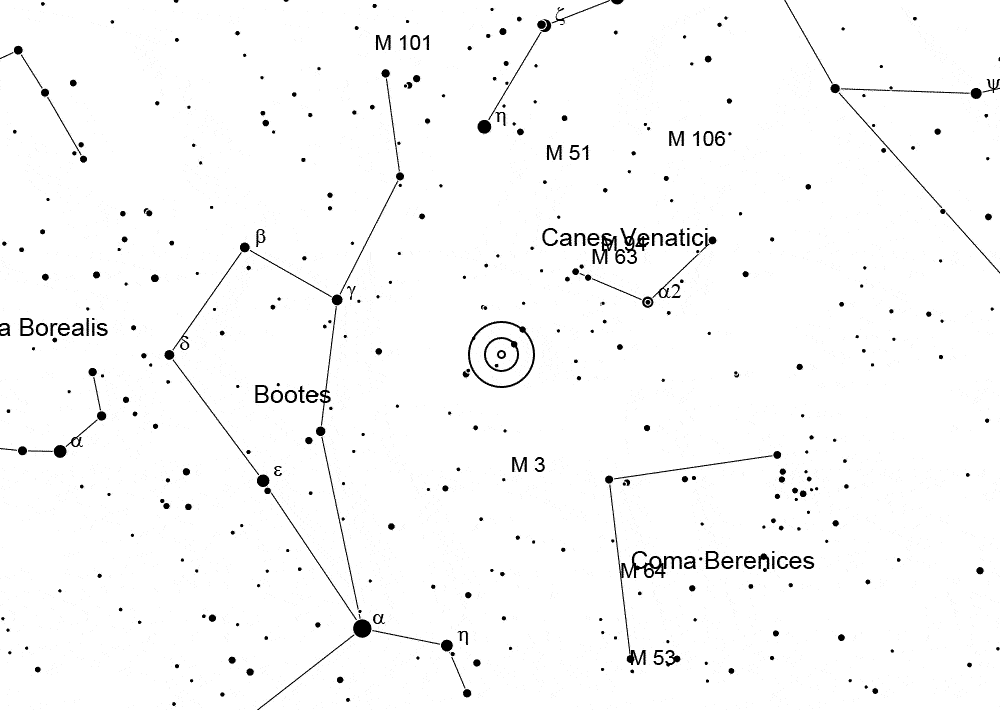 ζ
M 101
ψ
η
M 51
M 106
β
Canes Venatici
M 94
M 63
γ
α2
a Borealis
δ
Bootes
α
ε
M 3
Coma Berenices
M 64
α
η
M 53